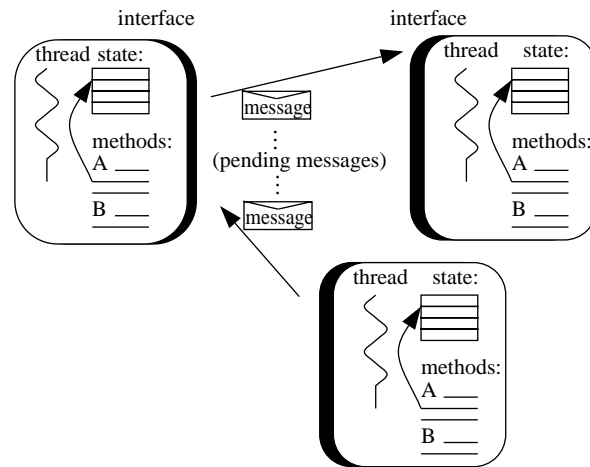 interface
interface
thread state:
methods:
A
B
message
(pending messages)
message
thread state:
methods:
A
B
thread state:
methods:
A
B